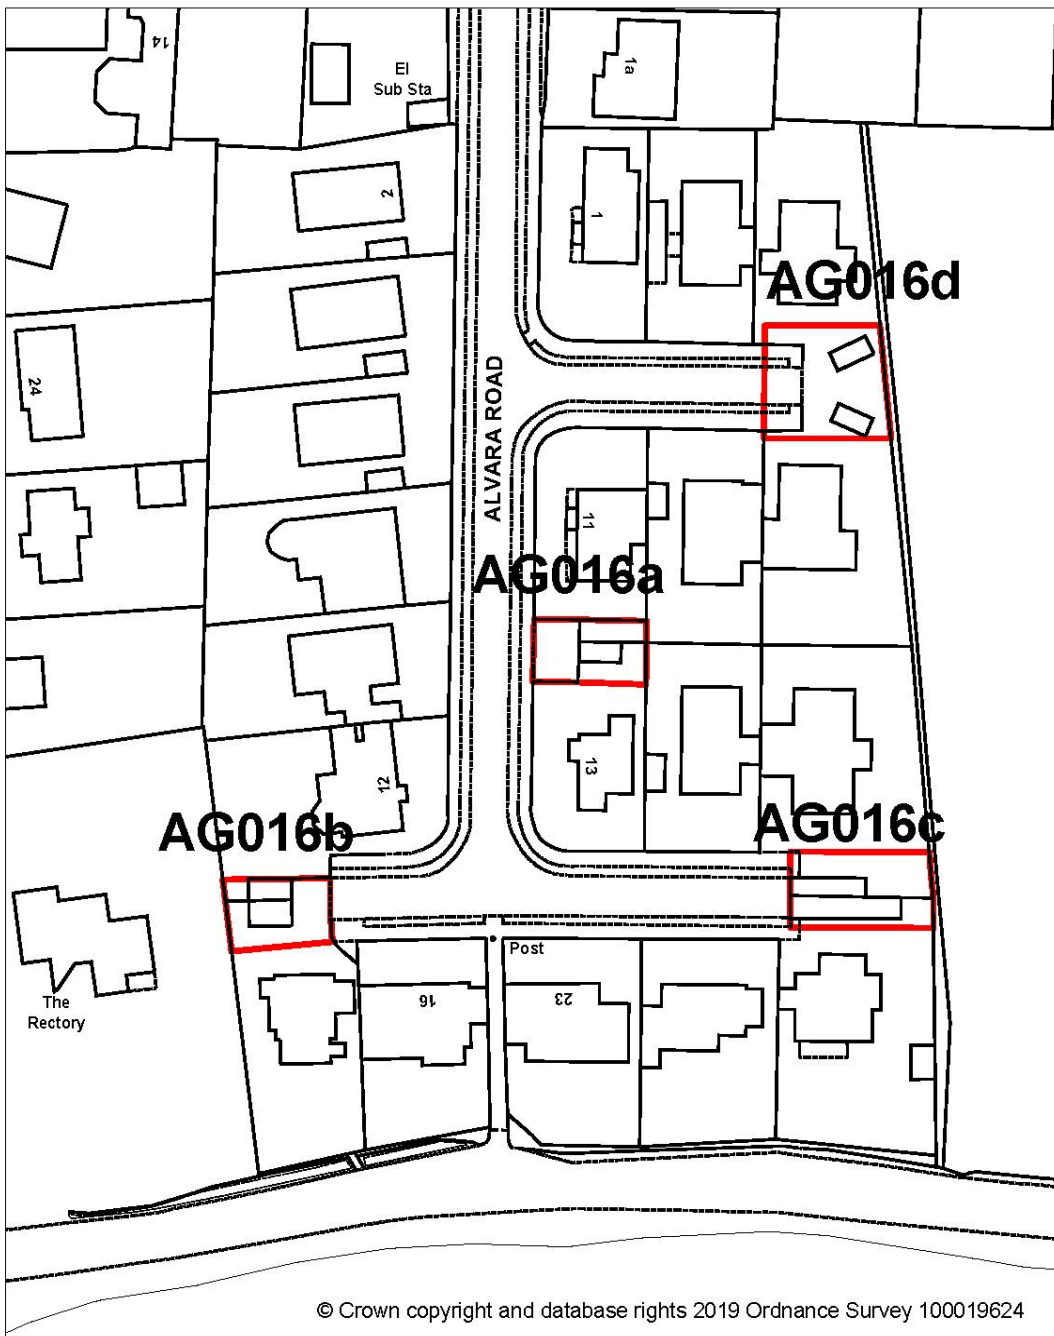 14
El
Sub Sta
1a
2
1
AG016d
24
ALVARA ROAD
11
AG016a
13
12
AG016b
AG016c
Post
The
Rectory
16
23
© Crown copyright and database rights 2019 Ordnance Survey 100019624